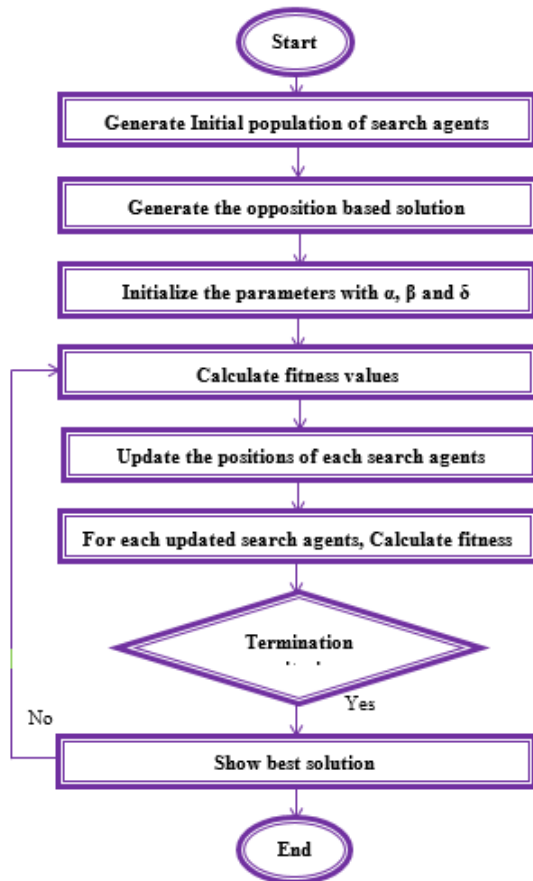 Start
Generate Initial population of search agents
Generate the opposition based solution
Initialize the parameters with α, β and δ
Calculate fitness values
Update the positions of each search agents
For each updated search agents, Calculate fitness
Termination
Yes
No
Show best solution
End